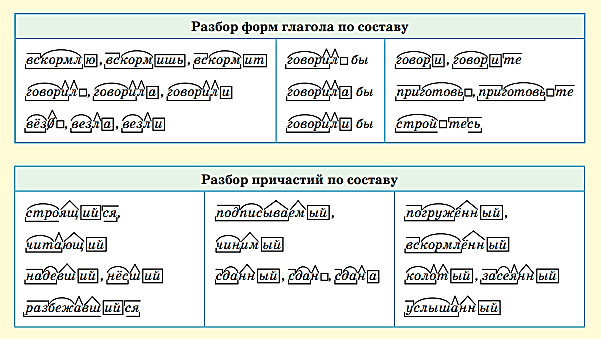 Разбор форм глагола по составу
вскормлю, вскормишь, вскормит
говорил, говорила, говорили
вёз, везла, везли
говорил бы
говорила бы
говорили бы
говори, говорите
приготовь, приготовьте
стройтесь
Разбор причастий по составу
строящийся,
читающий
надевший, нёсший
разбежавшийся
подписываемый,
чиним ый
сданный, сдан, сдана
погружённый,
вскормлённый
колотый, засеянный
услышанный